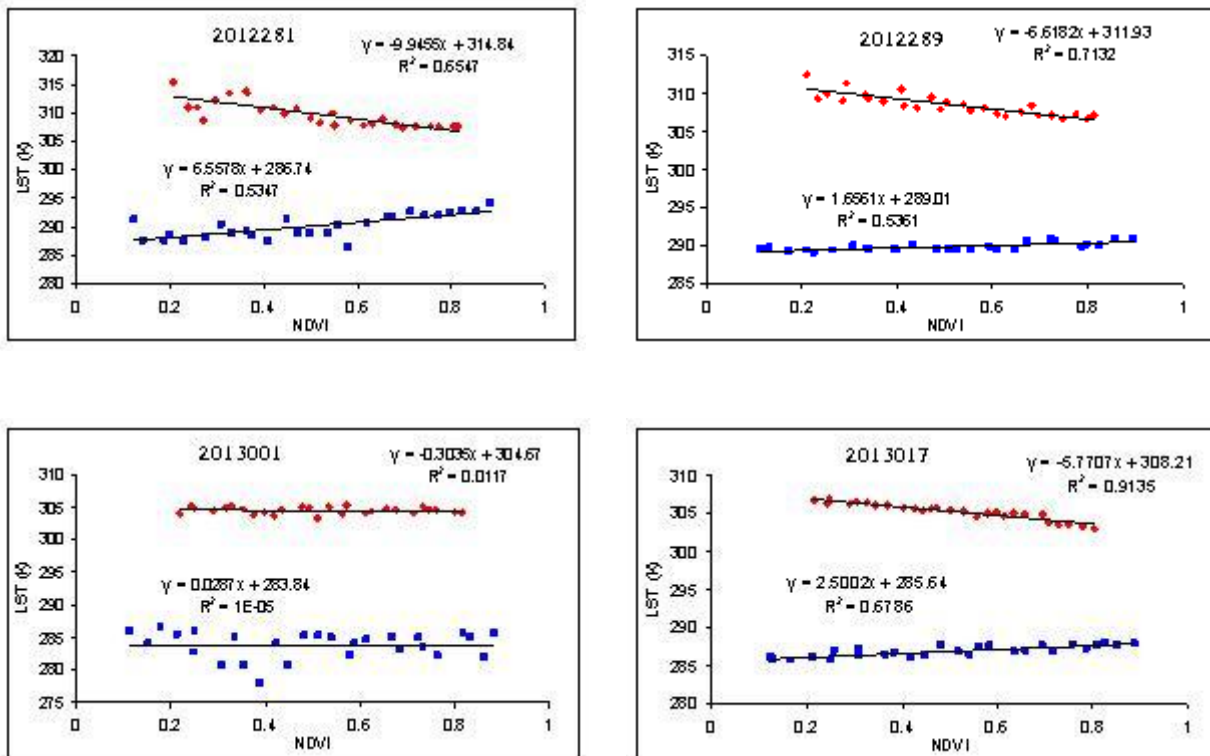 2012281
y = -9.9455x + 314.84
R² = 0.6547
y = 6.5578x + 286.74
R² = 0.5347
LST (K)
320
315
310
305
300
295
290
285
280
0 0.2 0.4 0.6 0.8 1
NDVI
2012289
y = -6.6182x + 311.93
R² = 0.7132
y = 1.6561x + 289.01
R² = 0.5361
LST (K)
315
310
305
300
295
290
285
0 0.2 0.4 0.6 0.8 1
NDVI
2013001
y = -0.3036x + 304.67
R² = 0.0117
y = 0.0287x + 283.84
R² = 1E-05
LST (K)
310
305
300
295
290
285
280
275
0 0.2 0.4 0.6 0.8 1
NDVI
2013017
y = -5.7707x + 308.21
R² = 0.9135
y = 2.5002x + 285.64
R² = 0.6786
LST (K)
310
305
300
295
290
285
280
0 0.2 0.4 0.6 0.8 1
NDVI